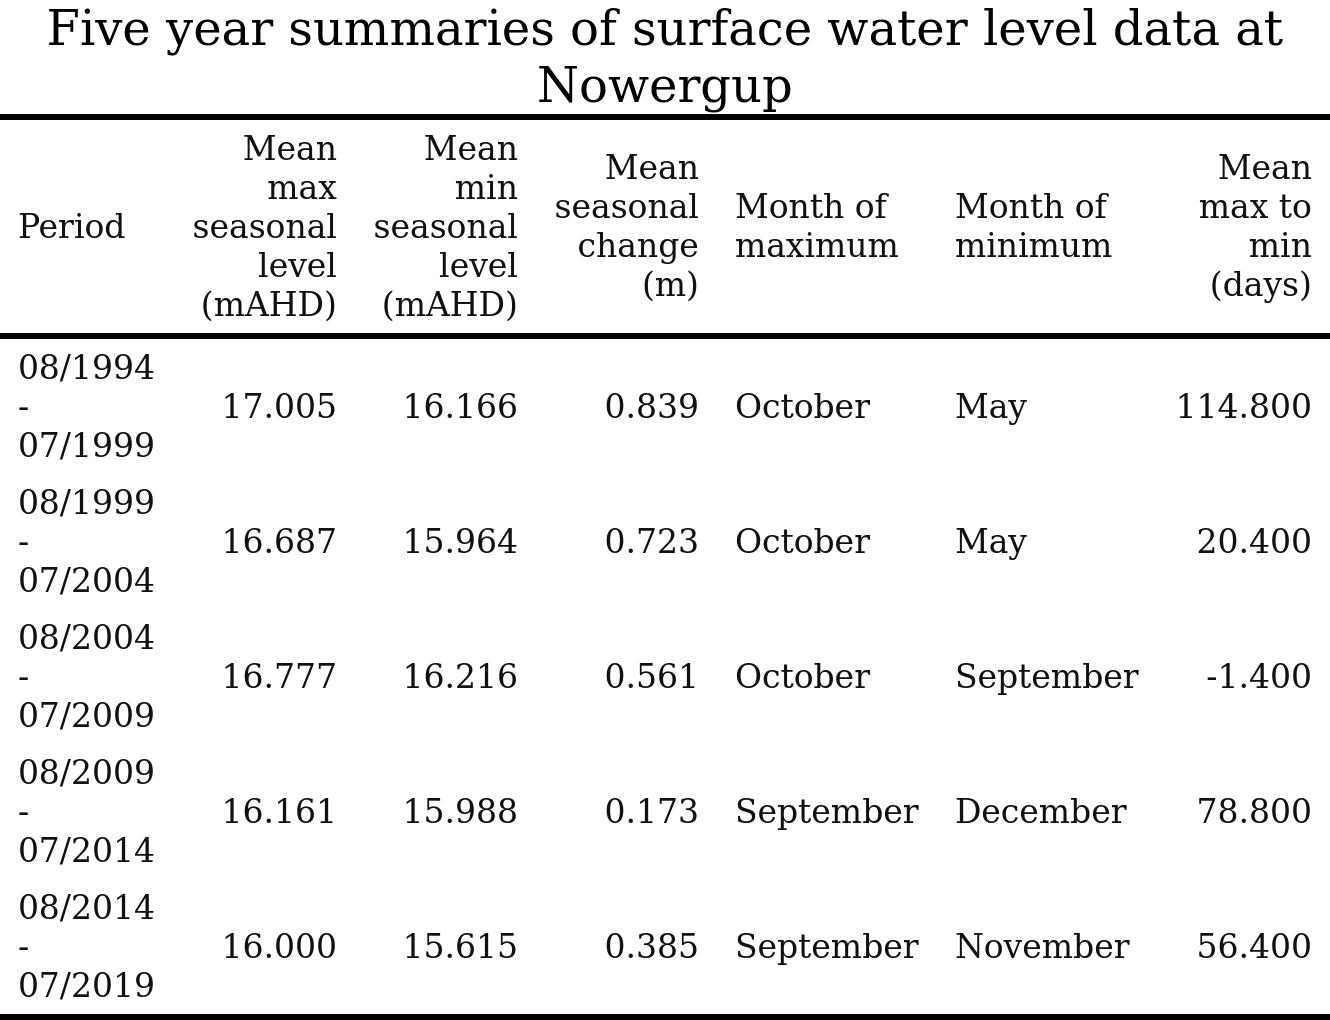 Five year summaries of surface water level data at
Nowergup
Period
Mean
max
seasonal
level
(mAHD)
Mean
min
seasonal
level
(mAHD)
Mean
seasonal
change
(m)
Month of
maximum
Month of
minimum
Mean
max to
min
(days)
08/1994
-
07/1999
17.005
16.166
0.839
October
May
114.800
08/1999
-
07/2004
16.687
15.964
0.723
October
May
20.400
08/2004
-
07/2009
16.777
16.216
0.561
October
September
-1.400
08/2009
-
07/2014
16.161
15.988
0.173
September
December
78.800
08/2014
-
07/2019
16.000
15.615
0.385
September
November
56.400